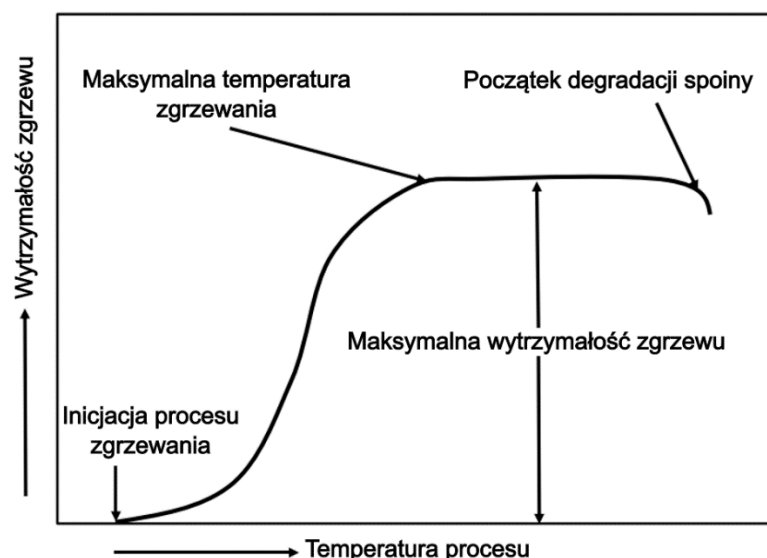 Maksymalna temperatura
zgrzewania
Początek degradacji spoiny
Wytrzymałość zgrzewu
Maksymalna wytrzymałość zgrzewu
Inicjacja procesu
zgrzewania
Temperatura procesu